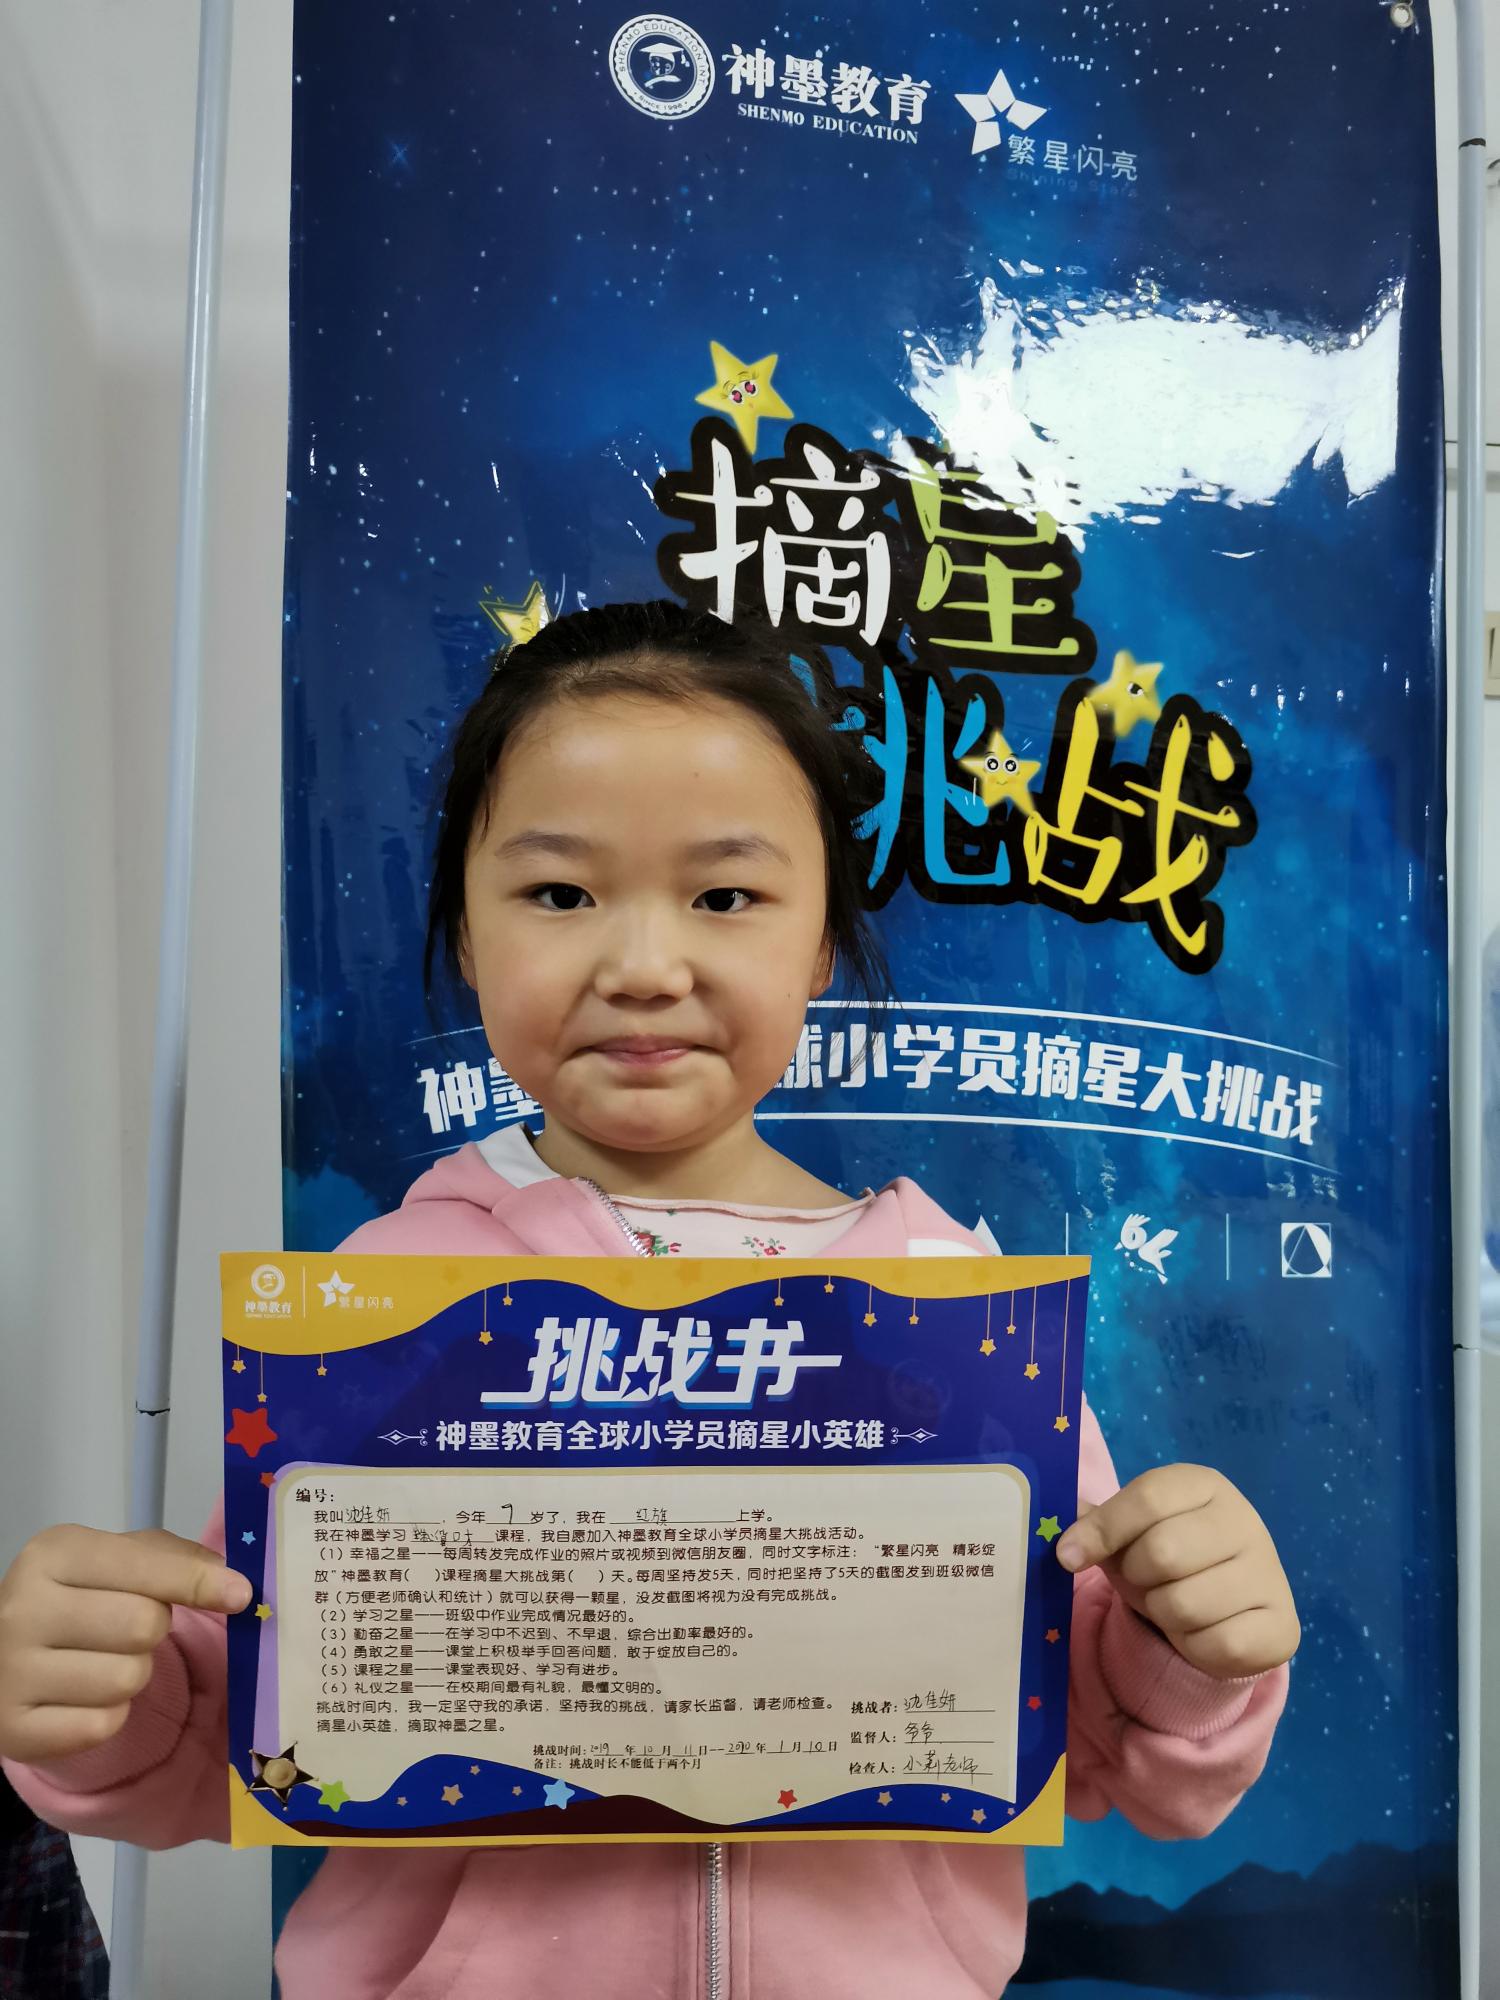 SHENMO EDUCATION INT
SINCE 1996
神墨教育
SHENMO EDUCATION
繁星闪亮
Shining Stars
摘星
挑战
神墨 球小学员摘星大挑战
神墨教育
SHENMO EDUCATION
繁星闪亮
挑战书
神墨教育全球小学员摘星小英雄
编号：
我叫沈佳妍，今年 7 岁了，我在 红旗 上学。
我在神墨学习 课程，我自愿加入神墨教育全球小学员摘星大挑战活动。
（1）幸福之星——每周转发完成作业的照片或视频到微信朋友圈，同时文字标注：“繁星闪亮 精彩绽
放”神墨教育（ ）课程摘星大挑战第（ ）天。每周坚持发5天，同时把坚持了5天的截图发到班级微信
群（方便老师确认和统计）就可以获得一颗星，没发截图将视为没有完成挑战。
（2）学习之星——班级中作业完成情况最好的。
（3）勤奋之星——在学习中不迟到、不早退，综合出勤率最好的。
（4）勇敢之星——课堂上积极举手回答问题，敢于绽放自己的。
（5）课程之星——课堂表现好、学习有进步。
（6）礼仪之星——在校期间最有礼貌，最懂文明的。
挑战时间内，我一定坚守我的承诺，坚持我的挑战，请家长监督，请老师检查。
摘星小英雄，摘取神墨之星。
挑战者：沈佳妍
监督人：爷爷
检查人：小莉老师
挑战时间：2019 年 10 月 11 日-- 年 1 月 10 日
备注：挑战时长不能低于两个月